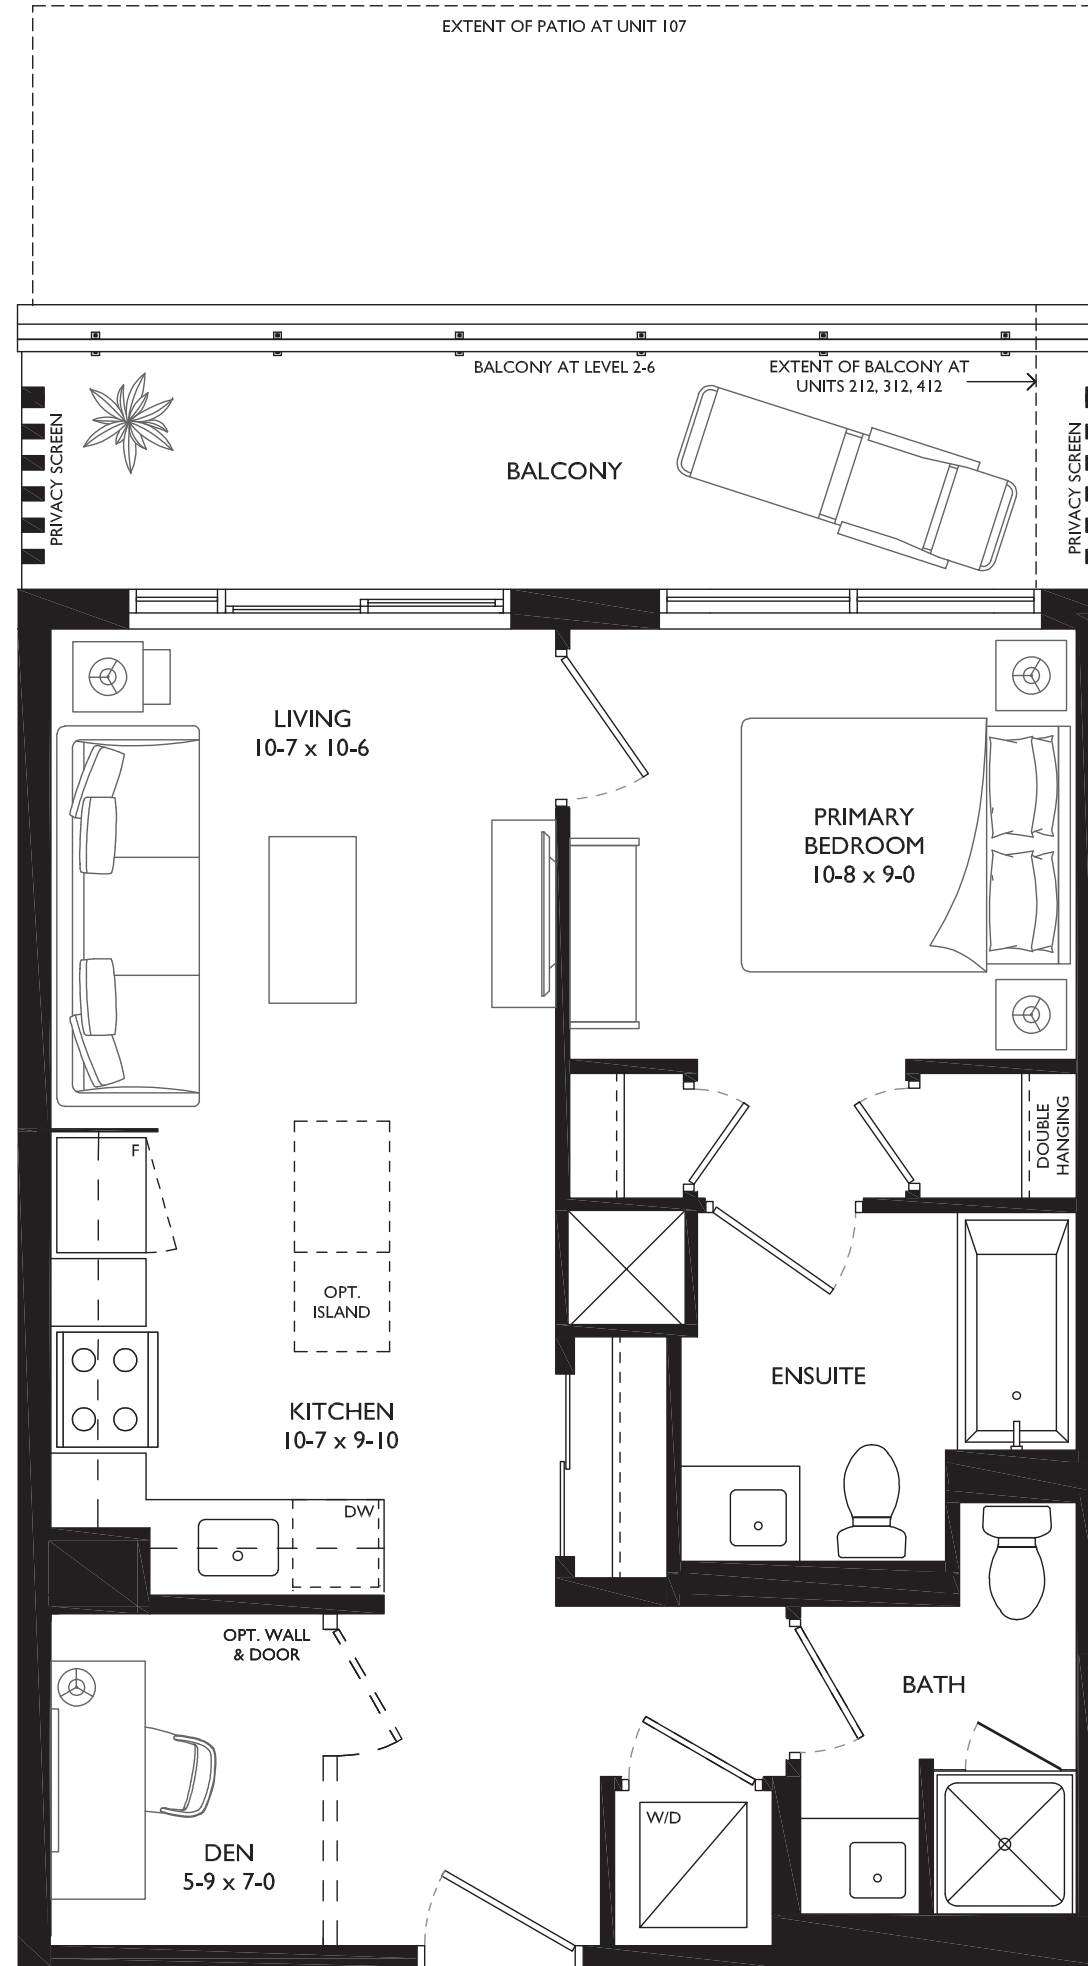 EXTENT OF PATIO AT UNIT 107
BALCONY AT LEVEL 2-6
EXTENT OF BALCONY AT
UNITS 212, 312, 412
PRIVACY SCREEN
BALCONY
PRIVACY SCREEN
LIVING
10-7 x 10-6
PRIMARY
BEDROOM
10-8 x 9-0
DOUBLE
HANGING
F
OPT.
ISLAND
ENSUITE
KITCHEN
10-7 x 9-10
DW
OPT. WALL
& DOOR
BATH
W/D
DEN
5-9 x 7-0